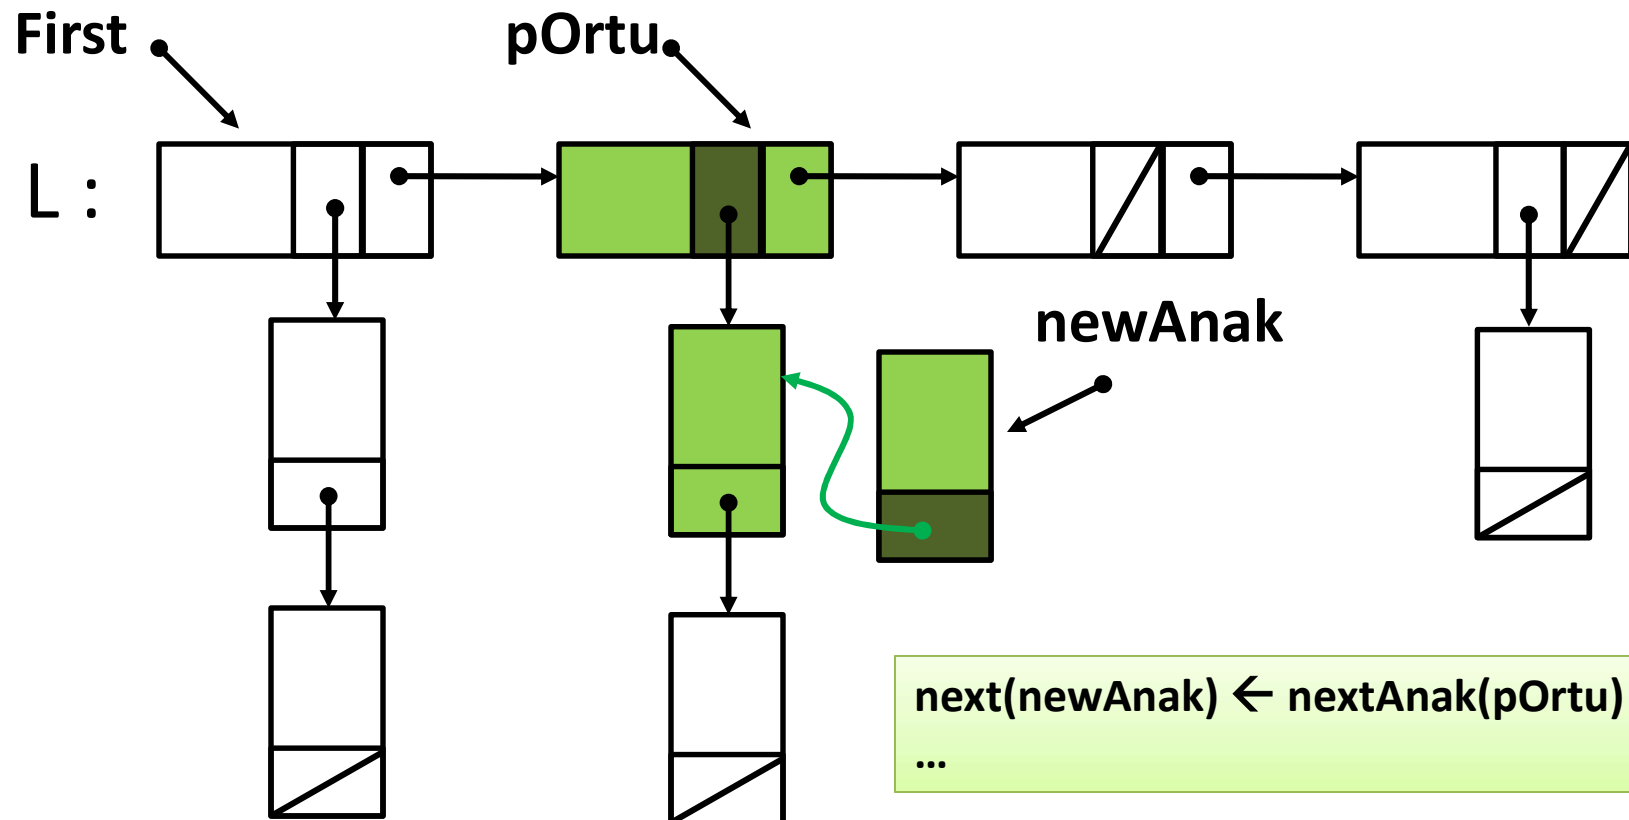 First
pOrtu
L :
newAnak
next(newAnak) ← nextAnak(pOrtu)
...